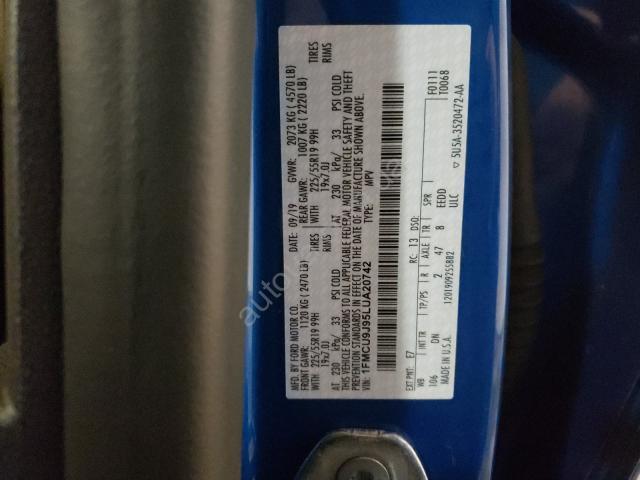 MFD. BY FORD MOTOR CO. DATE: 09/19 GVWR: 2073 KG ( 4570 LB)
FRONT GAWR: 1120 KG ( 2470 LB) REAR GAWR: 1007 KG ( 2220 LB)
WITH 225/55R19 99H TIRES WITH 225/55R19 99H TIRES
19x7.0J RIMS 19x7.0J RIMS
AT 230 kPa/ 33 PSI COLD AT 230 kPa/ 33 PSI COLD
THIS VEHICLE CONFORMS TO ALL APPLICABLE FEDERAL MOTOR VEHICLE SAFETY AND THEFT
PREVENTION STANDARDS IN EFFECT ON THE DATE OF MANUFACTURE SHOWN ABOVE.
VIN: 1FMCU9J95LUA20742 TYPE: MPV
EXT PNT: E7 RC: 13 DSO: F0111
WB INT TR TP/PS R AXLE TR SPR T0068
106 DN 2 47 8 EEDD
ULC
MADE IN U.S.A. 5U5A-3520472-AA